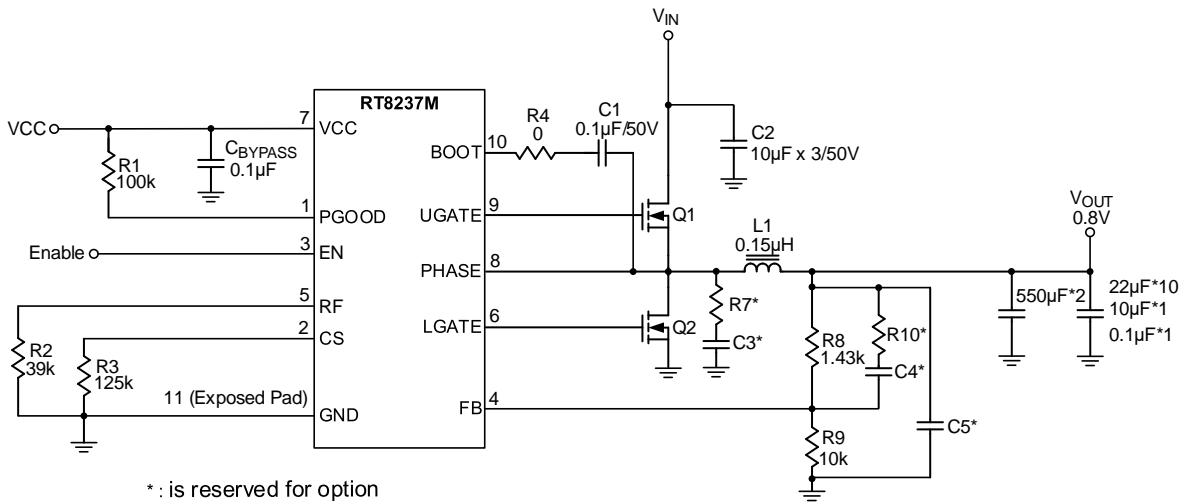 VIN
RT8237M
VCC
7
VCC
R1
100k
CBYPASS
0.1µF
1
PGOOD
Enable
3
EN
5
RF
2
CS
R2
39k
R3
125k
11 (Exposed Pad)
GND
BOOT
10
R4
0
C1
0.1µF/50V
C2
10µF x 3/50V
UGATE
9
Q1
PHASE
8
L1
0.15µH
VOUT
0.8V
LGATE
6
Q2
R7*
C3*
R8
1.43k
R10*
C4*
550µF*2
22µF*10
10µF*1
0.1µF*1
FB
4
R9
10k
C5*
* : is reserved for option